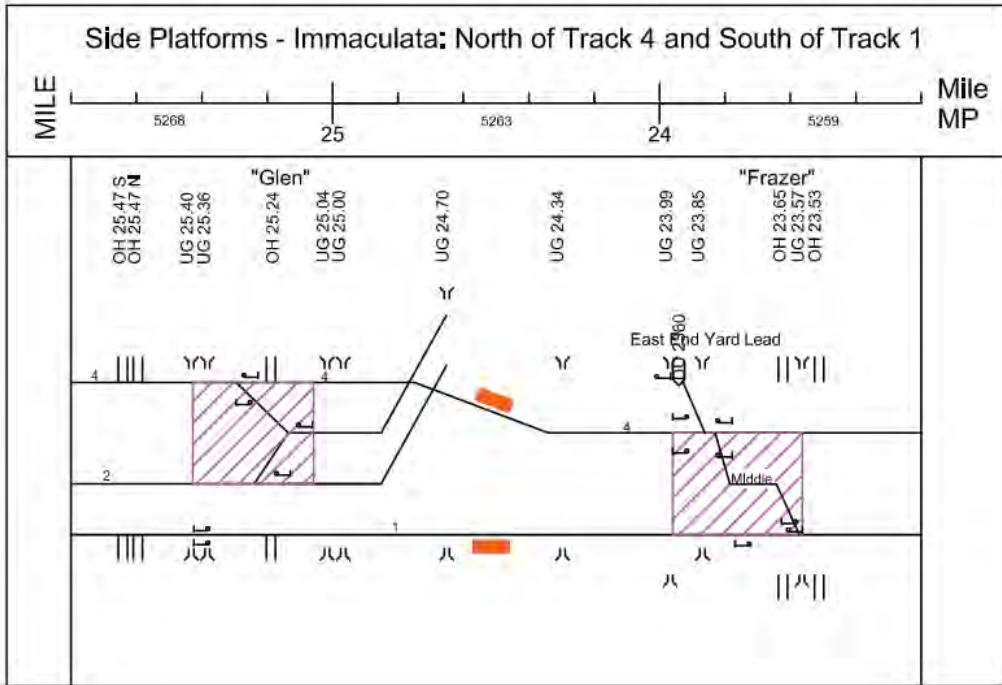 Side Platforms - Immaculata: North of Track 4 and South of Track 1
MILE
Mile
MP
5268
25
5263
24
5259
"Glen"
"Frazer"
OH 25.47 S
OH 25.47 N
UG 25.40
UG 25.36
OH 25.24
UG 25.04
UG 25.00
UG 24.70
UG 24.34
UG 23.99
UG 23.85
OH 23.65
UG 23.57
OH 23.53
East End Yard Lead
4
4
4
2
Middle
1